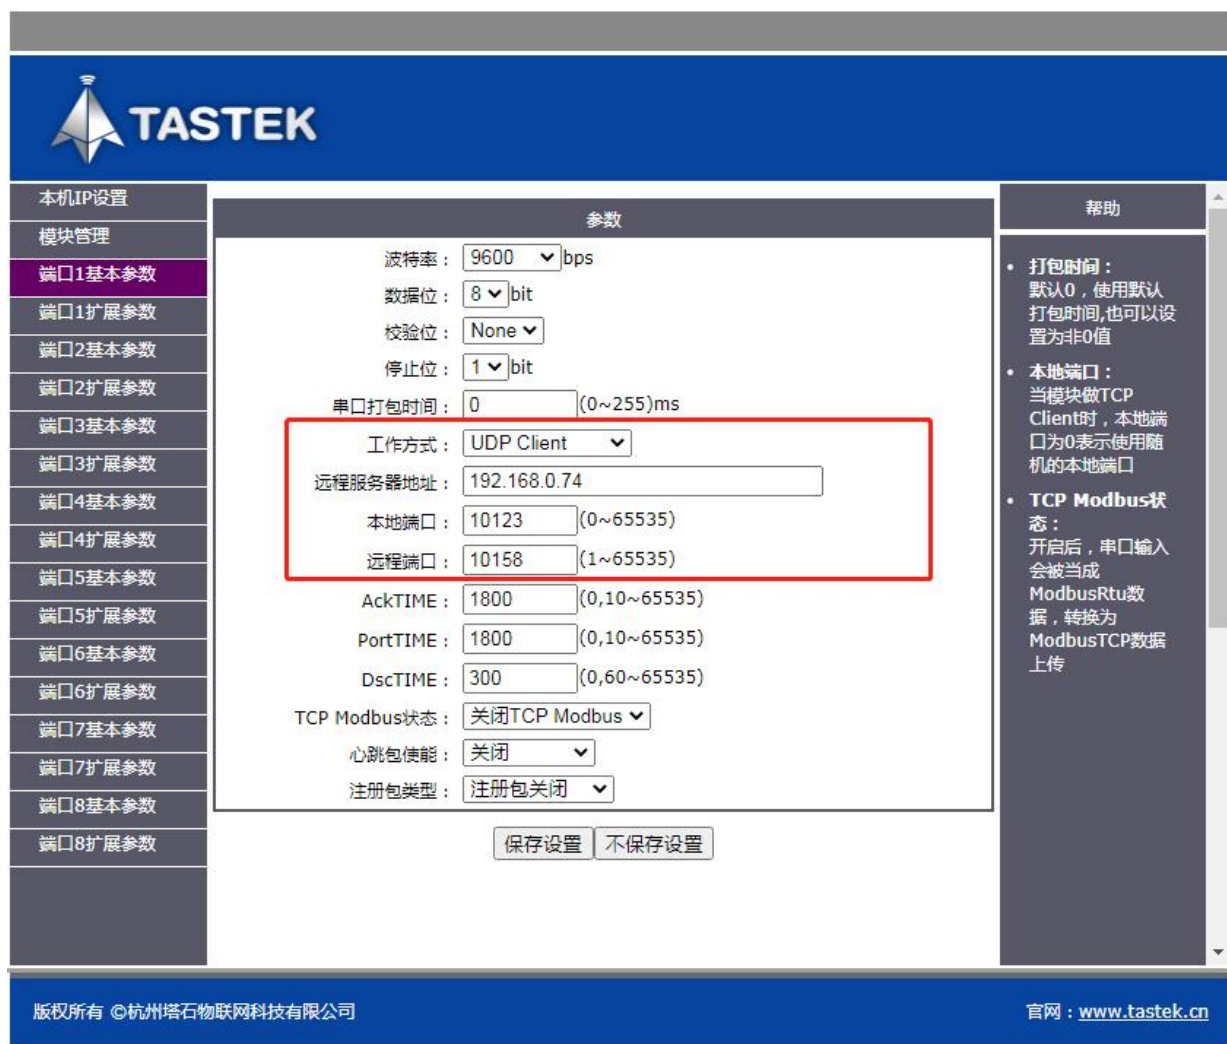 TASTEK
本机IP设置
模块管理
端口1基本参数
端口1扩展参数
端口2基本参数
端口2扩展参数
端口3基本参数
端口3扩展参数
端口4基本参数
端口4扩展参数
端口5基本参数
端口5扩展参数
端口6基本参数
端口6扩展参数
端口7基本参数
端口7扩展参数
端口8基本参数
端口8扩展参数
参数
波特率： 9600 bps
数据位： 8 bit
校验位： None
停止位： 1 bit
串口打包时间： 0 (0~255)ms
工作方式： UDP Client
远程服务器地址： 192.168.0.74
本地端口： 10123 (0~65535)
远程端口： 10158 (1~65535)
AckTIME： 1800 (0,10~65535)
PortTIME： 1800 (0,10~65535)
DscTIME： 300 (0,60~65535)
TCP Modbus状态： 关闭TCP Modbus
心跳包使能： 关闭
注册包类型： 注册包关闭
保存设置 不保存设置
帮助
• 打包时间：
默认0，使用默认
打包时间,也可以设
置为非0值
• 本地端口：
当模块做TCP
Client时，本地端
口为0表示使用随
机的本地端口
• TCP Modbus状
态：
开启后，串口输入
会被当成
ModbusRtu数
据，转换为
ModbusTCP数据
上传
版权所有 ©杭州塔石物联网科技有限公司
官网：www.tastek.cn